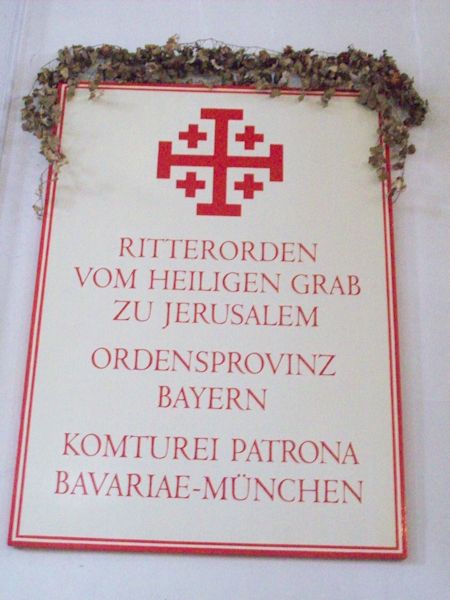 RITTERORDEN
VOM HEILIGEN GRAB
ZU JERUSALEM
ORDENSPROVINZ
BAYERN
KOMTUREI PATRONA
BAVARIAE-MÜNCHEN